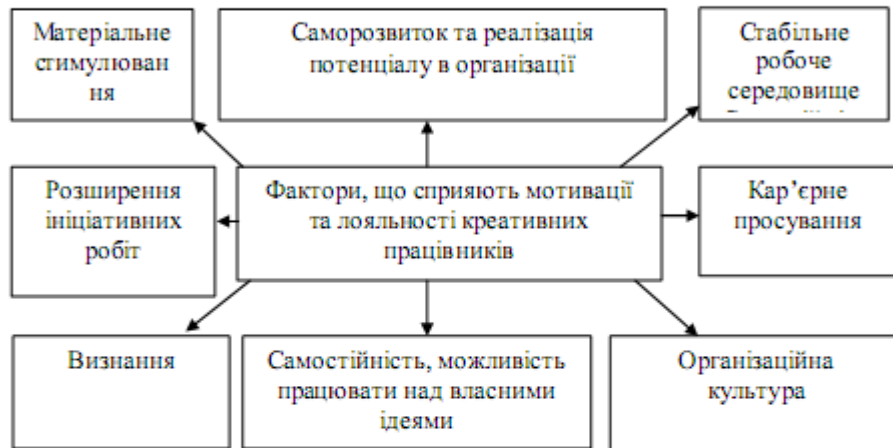 Матеріальне
стимулюван
ня
Саморозвиток та реалізація
потенціалу в організації
Стабільне
робоче
середовище
Розширення
ініціативних
робіт
Фактори, що сприяють мотивації
та лояльності креативних
працівників
Кар’єрне
просування
Визнання
Самостійність, можливість
працювати над власними
ідеями
Організаційна
культура